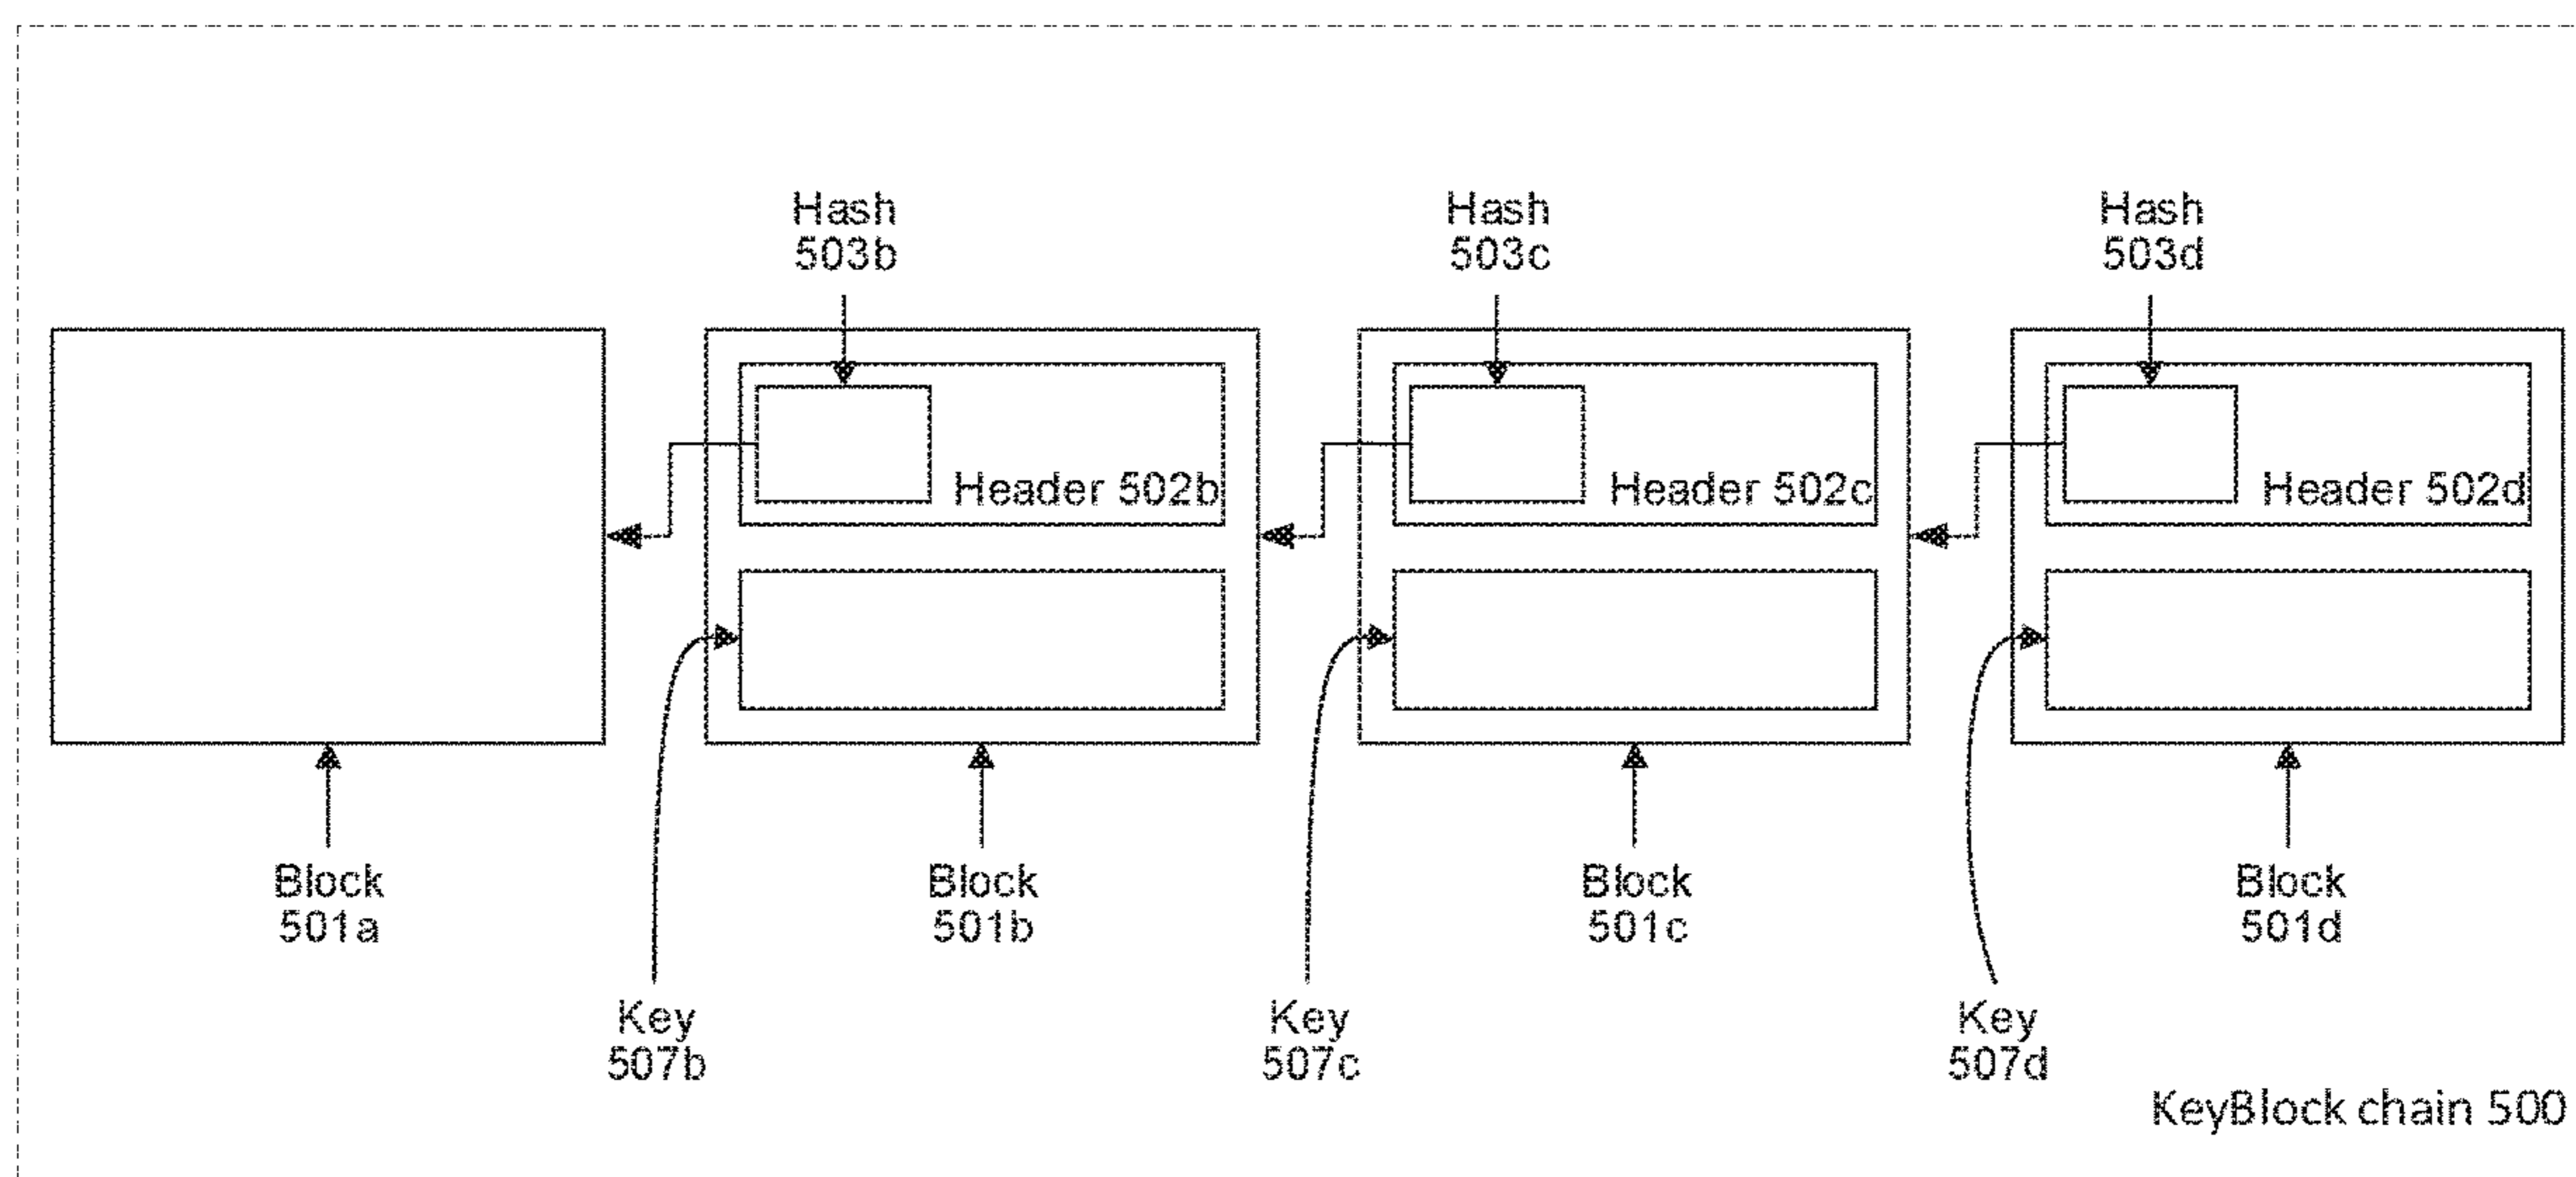 Hash
503b
Hash
503c
Hash
503d
Header 502b
Header 502c
Header 502d
Block
501a
Block
501b
Block
501c
Block
501d
Key
507b
Key
507c
Key
507d
KeyBlock chain 500